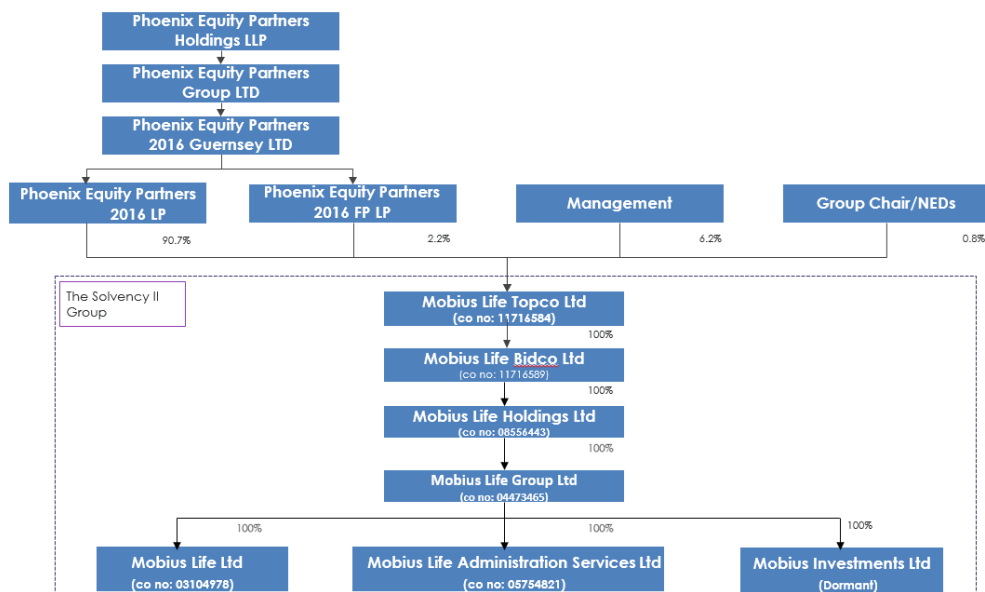 Phoenix Equity Partners
Holdings LLP
Phoenix Equity Partners
Group LTD
Phoenix Equity Partners
2016 Guernsey LTD
Phoenix Equity Partners
2016 LP
Phoenix Equity Partners
2016 FP LP
Management
Group Chair/NEDs
90.7%
2.2%
6.2%
0.8%
The Solvency II
Group
Mobius Life Topco Ltd
(co no: 11716584)
100%
Mobius Life Bidco Ltd
(co no: 11716589)
100%
Mobius Life Holdings Ltd
(co no: 08556443)
100%
Mobius Life Group Ltd
(co no: 04473465)
100%
100%
100%
Mobius Life Ltd
(co no: 03104978)
Mobius Life Administration Services Ltd
(co no: 05754821)
Mobius Investments Ltd
(Dormant)